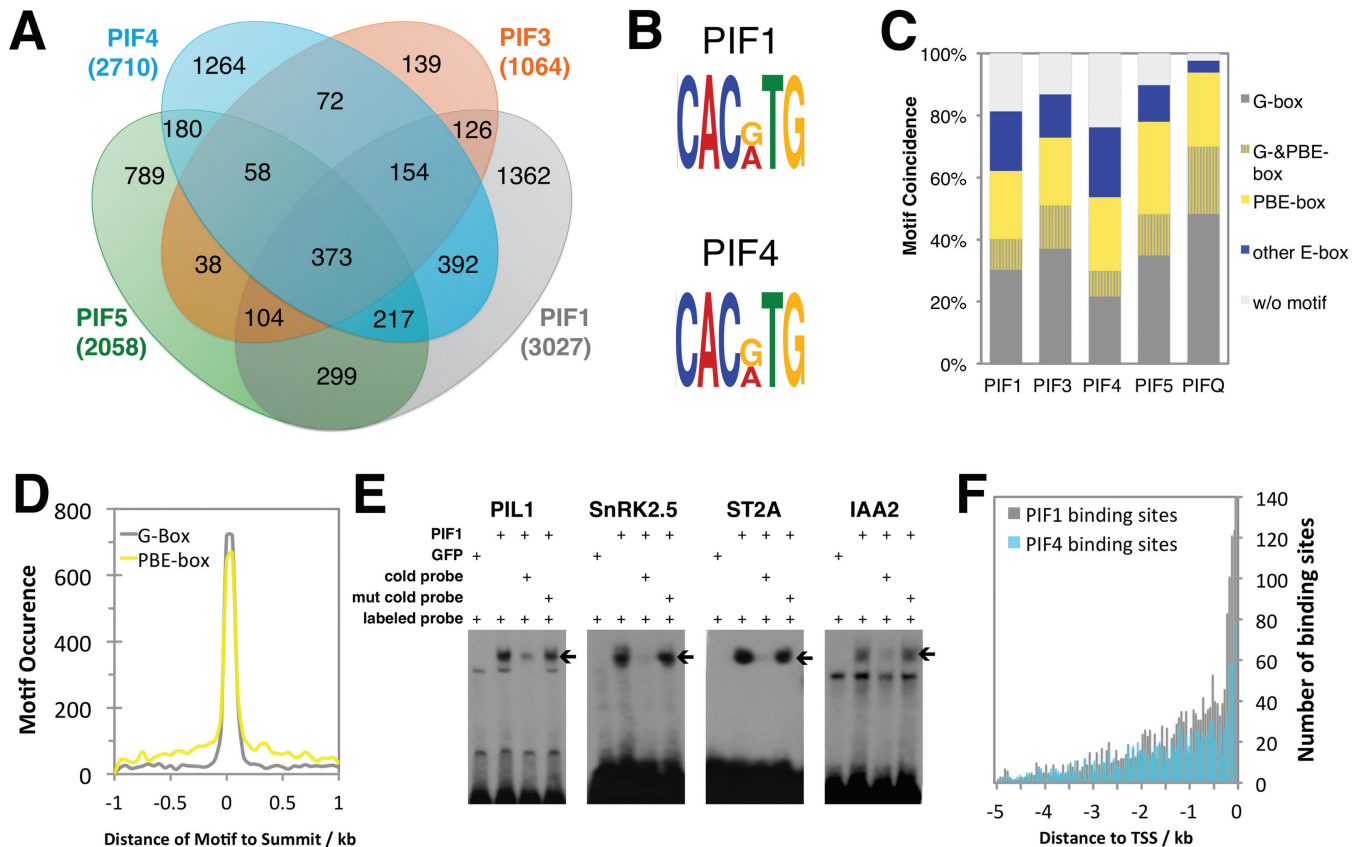 A
PIF4
(2710)
PIF3
(1064)
1264
139
72
180
126
789
58
154
1362
38
373
392
104
217
299
PIF5
(2058)
PIF1
(3027)
B
PIF1
CACGTG
A
PIF4
CACGTG
A
C
Motif Coincidence
100%
80%
60%
40%
20%
0%
PIF1 PIF3 PIF4 PIF5 PIFQ
G-box
G-&PBE-
box
PBE-box
other E-box
w/o motif
D
Motif Occurence
800
600
400
200
0
G-Box
PBE-box
-1 -0.5 0 0.5 1
Distance of Motif to Summit / kb
E
PIL1 SnRK2.5 ST2A IAA2
PIF1 + + + + + + + + + + + +
GFP + + + +
cold probe + + + +
mut cold probe + + + +
labeled probe + + + + + + + + + + + + + + + +
F
PIF1 binding sites
PIF4 binding sites
140
120
100
80
60
40
20
0
Number of binding sites
-5 -4 -3 -2 -1 0
Distance to TSS / kb